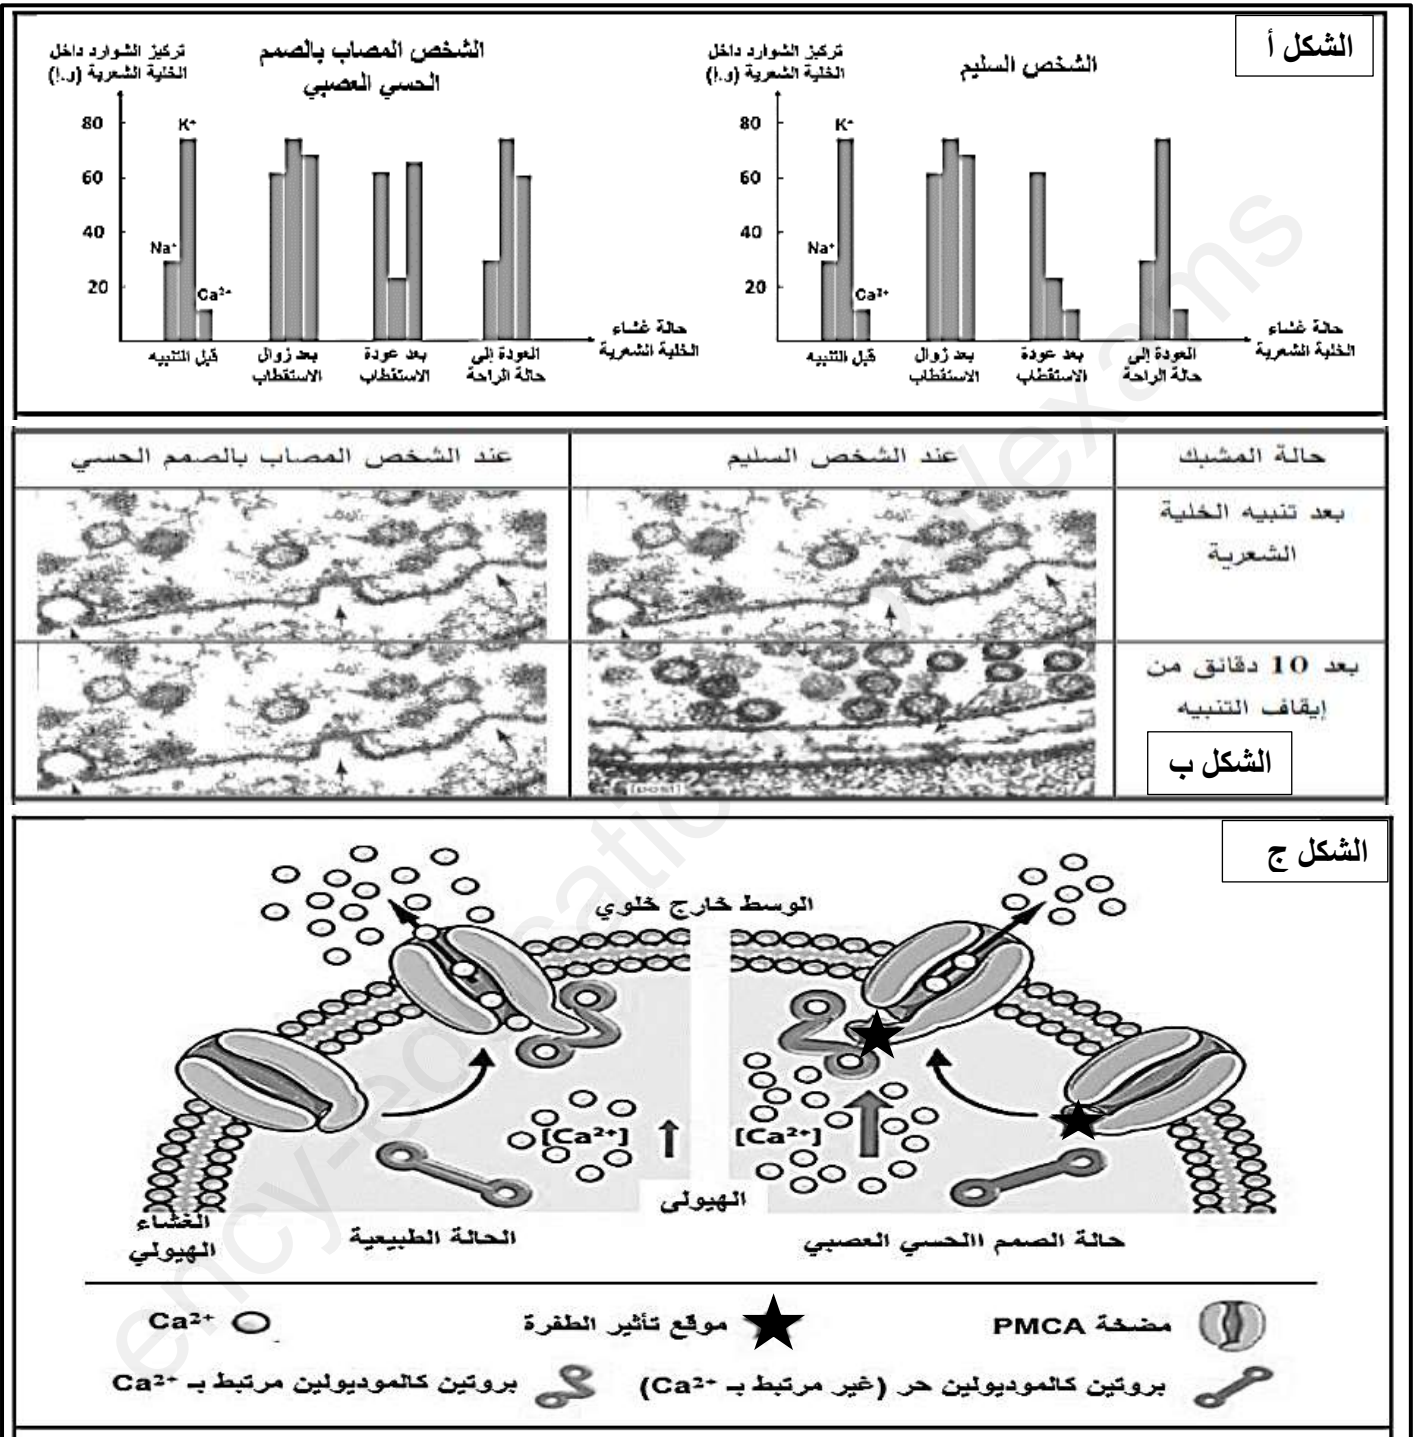 الشكل أ
الشخص السليم
تركيز الشوارد داخل
الخلية الشعرية (و.إ)
80
60
40
20
K⁺
Na⁺
Ca²⁺
قبل التنبيه
بعد زوال
الاستقطاب
بعد عودة
الاستقطاب
العودة إلى
حالة الراحة
حالة غشاء
الخلية الشعرية
الشخص المصاب بالصمم
الحسي العصبي
تركيز الشوارد داخل
الخلية الشعرية (و.إ)
80
60
40
20
K⁺
Na⁺
Ca²⁺
قبل التنبيه
بعد زوال
الاستقطاب
بعد عودة
الاستقطاب
العودة إلى
حالة الراحة
حالة غشاء
الخلية الشعرية
حالة المشبك
عند الشخص السليم
عند الشخص المصاب بالصمم الحسي
بعد تنبيه الخلية
الشعرية
بعد 10 دقائق من
إيقاف التنبيه
الشكل ب
الشكل ج
الوسط خارج خلوي
[Ca²⁺]
[Ca²⁺]
الهيولى
الغشاء
الهيولي
الحالة الطبيعية
حالة الصمم االحسي العصبي
مضخة PMCA
موقع تأثير الطفرة
Ca²⁺
بروتين كالموديولين حر (غير مرتبط بـ Ca²⁺)
بروتين كالموديولين مرتبط بـ Ca²⁺